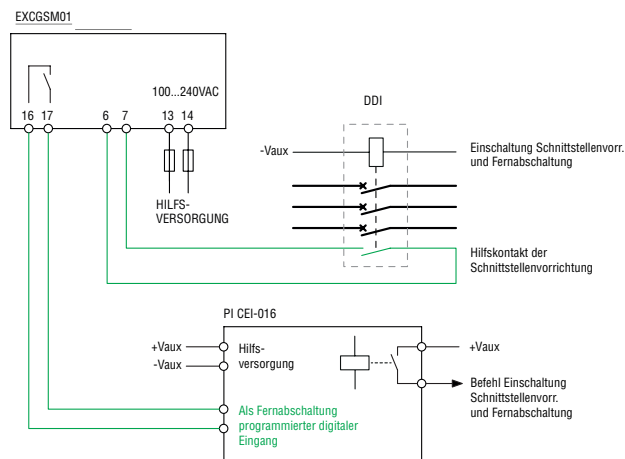 EXCGSM01
100...240VAC
16 17 6 7 13 14
HILFS-
VERSORGUNG
DDI
-Vaux
Einschaltung Schnittstellenvorr.
und Fernabschaltung
Hilfskontakt der
Schnittstellenvorrichtung
PI CEI-016
+Vaux
-Vaux
Hilfs-
versorgung
+Vaux
Befehl Einschaltung
Schnittstellenvorr.
und Fernabschaltung
Als Fernabschaltung
programmierter digitaler
Eingang